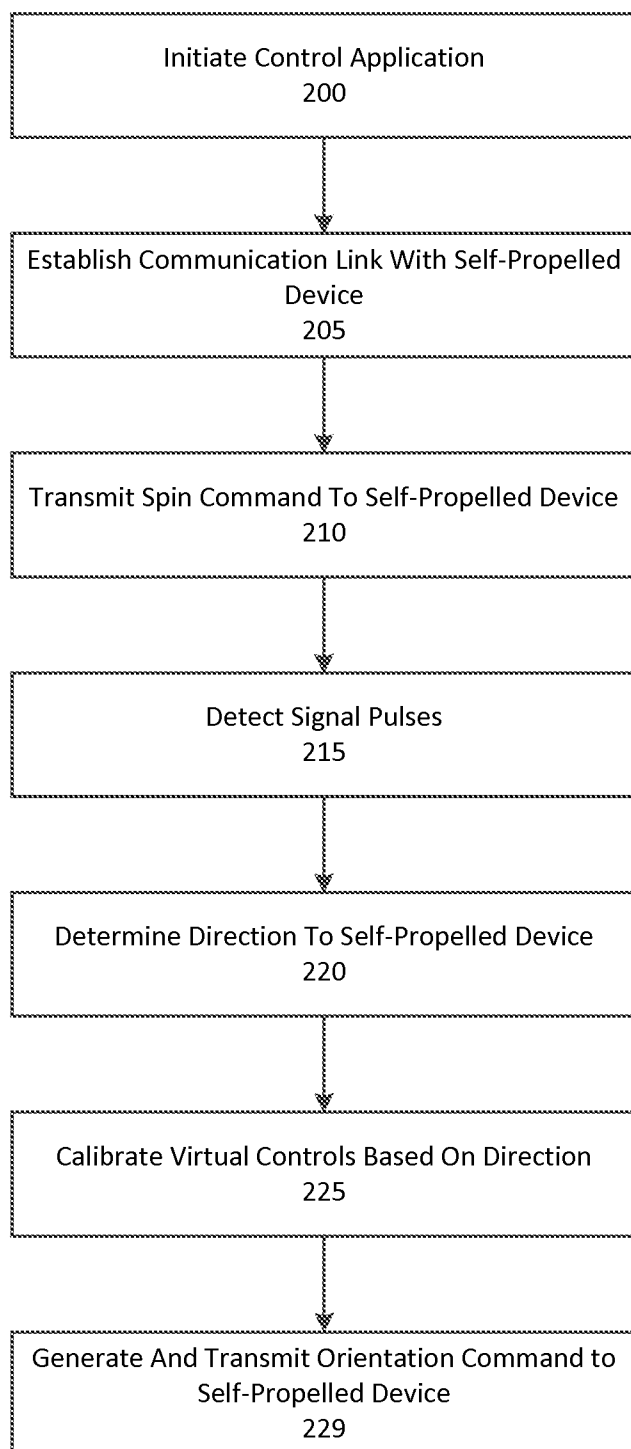 Initiate Control Application
200
Establish Communication Link With Self-Propelled
Device
205
Transmit Spin Command To Self-Propelled Device
210
Detect Signal Pulses
215
Determine Direction To Self-Propelled Device
220
Calibrate Virtual Controls Based On Direction
225
Generate And Transmit Orientation Command to
Self-Propelled Device
229